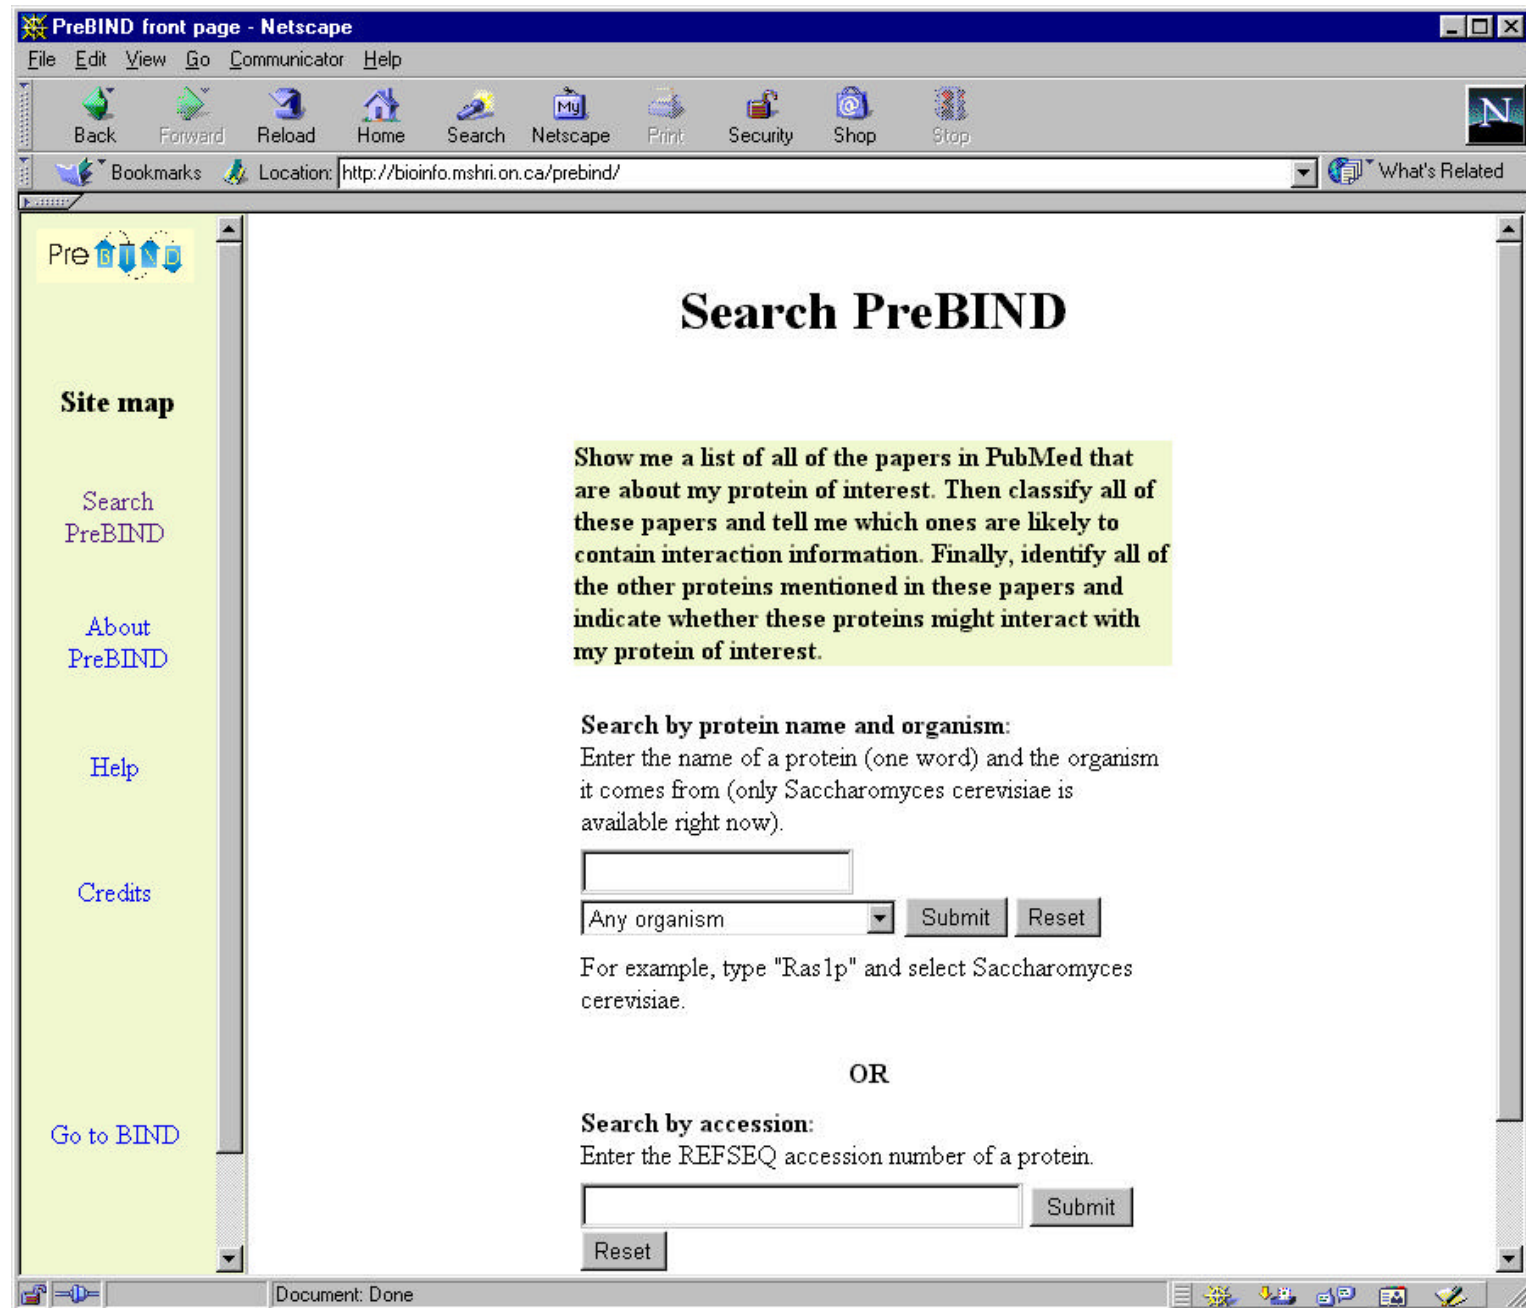 PreBIND front page - Netscape
File Edit View Go Communicator Help
My
N
Back Forward Reload Home Search Netscape Print Security Shop Stop
Bookmarks Location: http://bioinfo.mshri.on.ca/prebind/ What's Related
Pre BIND
Site map
Search
PreBIND
About
PreBIND
Help
Credits
Go to BIND
Search PreBIND
Show me a list of all of the papers in PubMed that
are about my protein of interest. Then classify all of
these papers and tell me which ones are likely to
contain interaction information. Finally, identify all of
the other proteins mentioned in these papers and
indicate whether these proteins might interact with
my protein of interest.
Search by protein name and organism:
Enter the name of a protein (one word) and the organism
it comes from (only Saccharomyces cerevisiae is
available right now).
Any organism Submit Reset
For example, type "Ras1p" and select Saccharomyces
cerevisiae.
OR
Search by accession:
Enter the REFSEQ accession number of a protein.
Submit
Reset
Document: Done